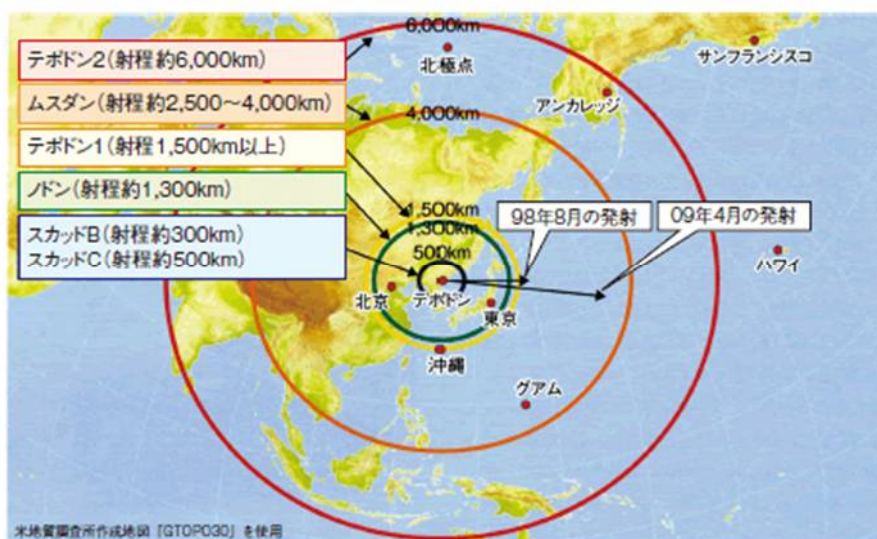 6,000km
北極点
サンフランシスコ
テポドン2(射程約6,000km)
アンカレッジ
ムスダン(射程約2,500～4,000km)
4,000km
テポドン1(射程1,500km以上)
ノドン(射程約1,300km)
1,500km
1,300km
98年8月の発射
09年4月の発射
スカッドB(射程約300km)
スカッドC(射程約500km)
500km
ハワイ
北京
テポドン
東京
沖縄
グアム
米地質調査所作成地図「GTOPO30」を使用